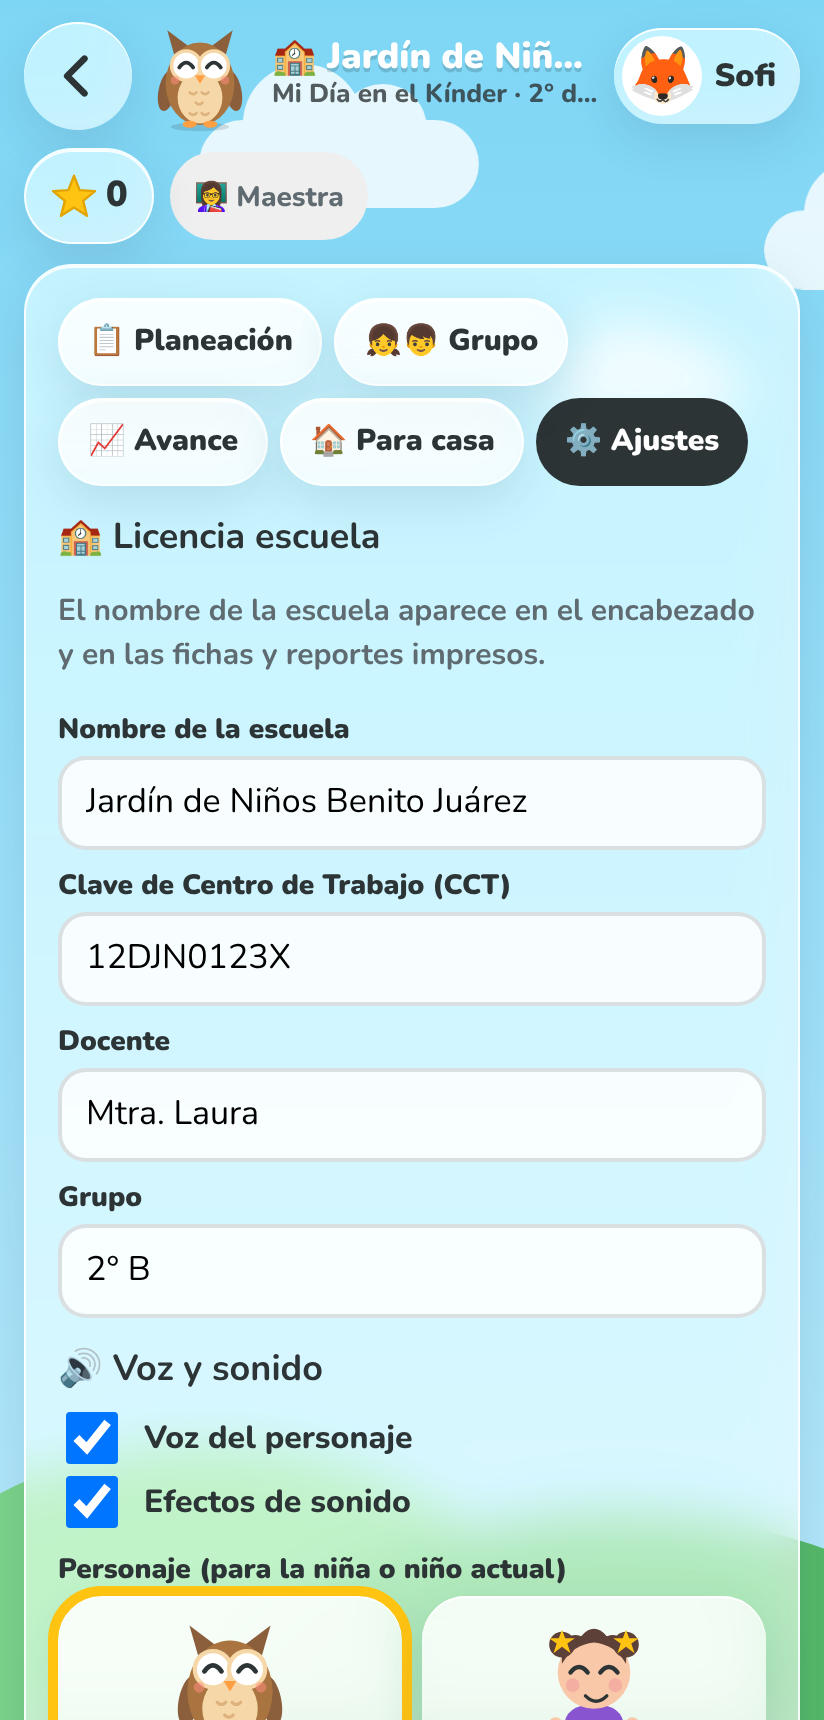 Jardín de Niñ...
Mi Día en el Kínder · 2° d...
Sofi
0
Maestra
Planeación
Grupo
Avance
Para casa
Ajustes
Licencia escuela
El nombre de la escuela aparece en el encabezado
y en las fichas y reportes impresos.
Nombre de la escuela
Jardín de Niños Benito Juárez
Clave de Centro de Trabajo (CCT)
12DJN0123X
Docente
Mtra. Laura
Grupo
2° B
Voz y sonido
Voz del personaje
Efectos de sonido
Personaje (para la niña o niño actual)